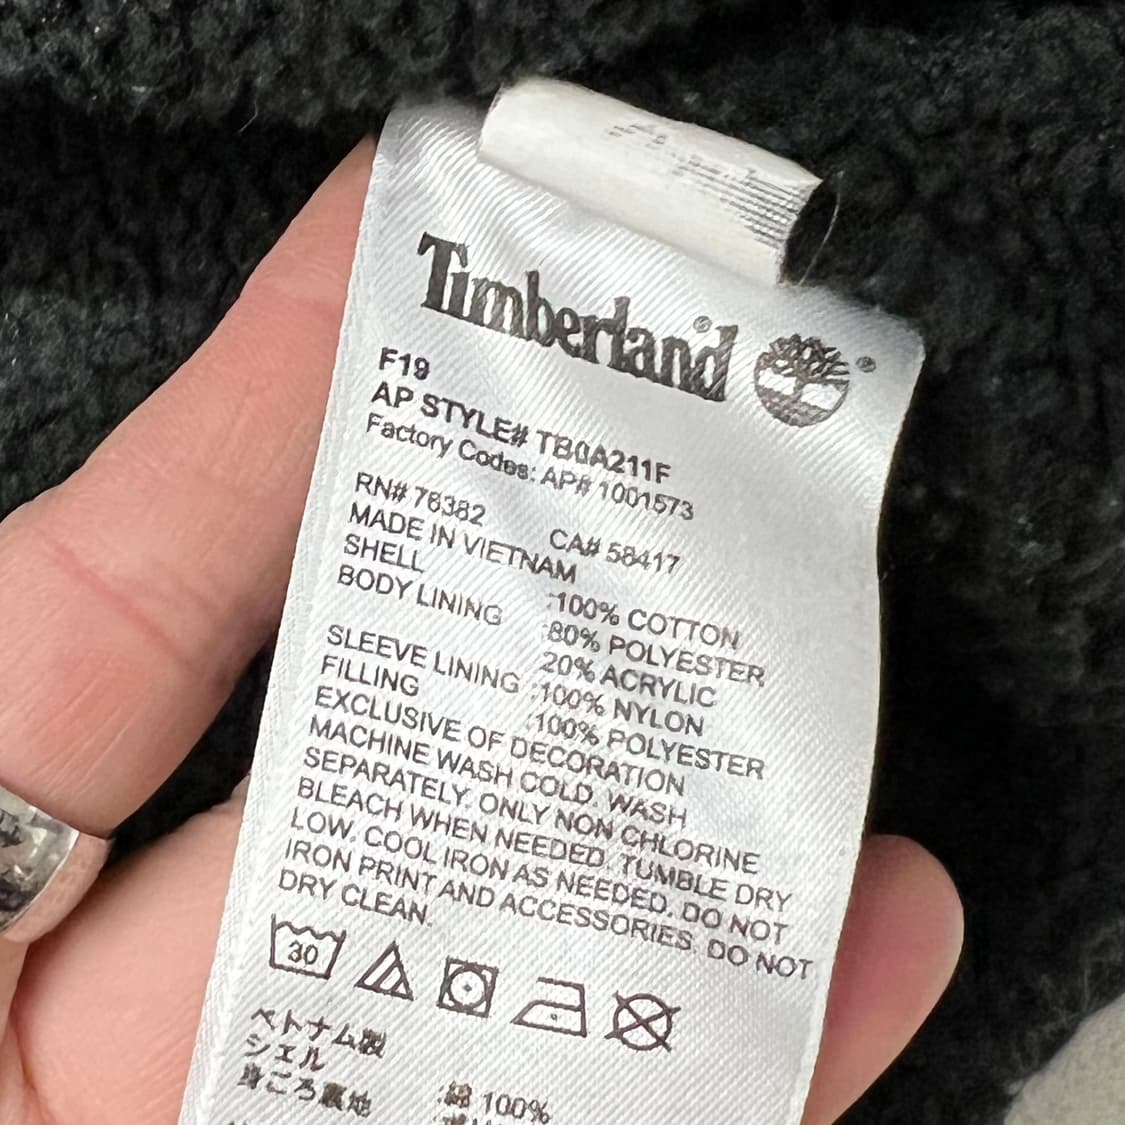 Timberland®
®
F19
AP STYLE# TB0A211F
Factory Codes: AP# 1001573
RN# 76382 CA# 58417
MADE IN VIETNAM
SHELL :100% COTTON
BODY LINING :80% POLYESTER
20% ACRYLIC
SLEEVE LINING :100% NYLON
FILLING :100% POLYESTER
EXCLUSIVE OF DECORATION
MACHINE WASH COLD. WASH
SEPARATELY. ONLY NON CHLORINE
BLEACH WHEN NEEDED. TUMBLE DRY
LOW. COOL IRON AS NEEDED. DO NOT
IRON PRINT AND ACCESSORIES. DO NOT
DRY CLEAN.
30
ベトナム製
シェル :綿 100%
身ごろ裏地